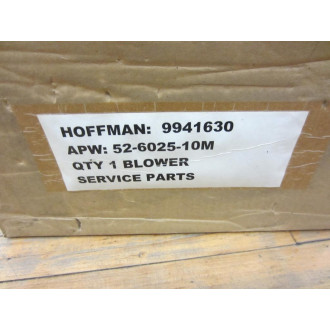 HOFFMAN: 9941630
APW: 52-6025-10M
QTY 1 BLOWER
SERVICE PARTS